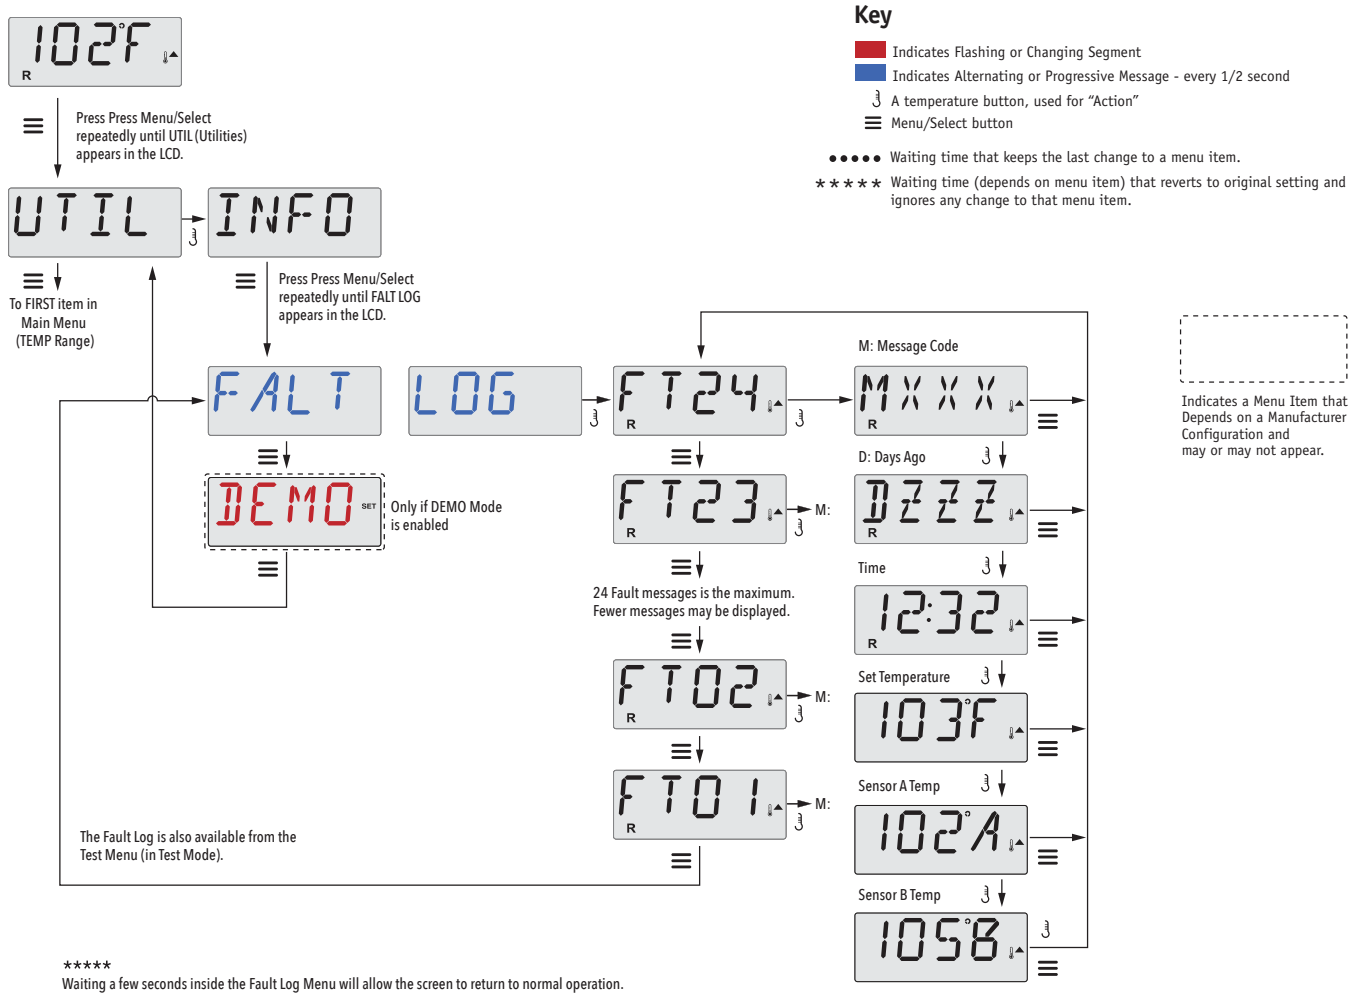 Key
Indicates Flashing or Changing Segment
Indicates Alternating or Progressive Message - every 1/2 second
A temperature button, used for “Action”
Menu/Select button
••••• Waiting time that keeps the last change to a menu item.
***** Waiting time (depends on menu item) that reverts to original setting and
ignores any change to that menu item.
102°F
R
Press Press Menu/Select
repeatedly until UTIL (Utilities)
appears in the LCD.
UTIL
INFO
To FIRST item in
Main Menu
(TEMP Range)
Press Press Menu/Select
repeatedly until FALT LOG
appears in the LCD.
FALT
LOG
DEMO
SET
Only if DEMO Mode
is enabled
FT24
R
FT23
R
M:
24 Fault messages is the maximum.
Fewer messages may be displayed.
FT02
R
M:
FT01
R
M:
M: Message Code
MXXX
R
D: Days Ago
DZZZ
R
Time
12:32
R
Set Temperature
103°F
Sensor A Temp
102°A
Sensor B Temp
105°B
Indicates a Menu Item that
Depends on a Manufacturer
Configuration and
may or may not appear.
The Fault Log is also available from the
Test Menu (in Test Mode).
*****
Waiting a few seconds inside the Fault Log Menu will allow the screen to return to normal operation.